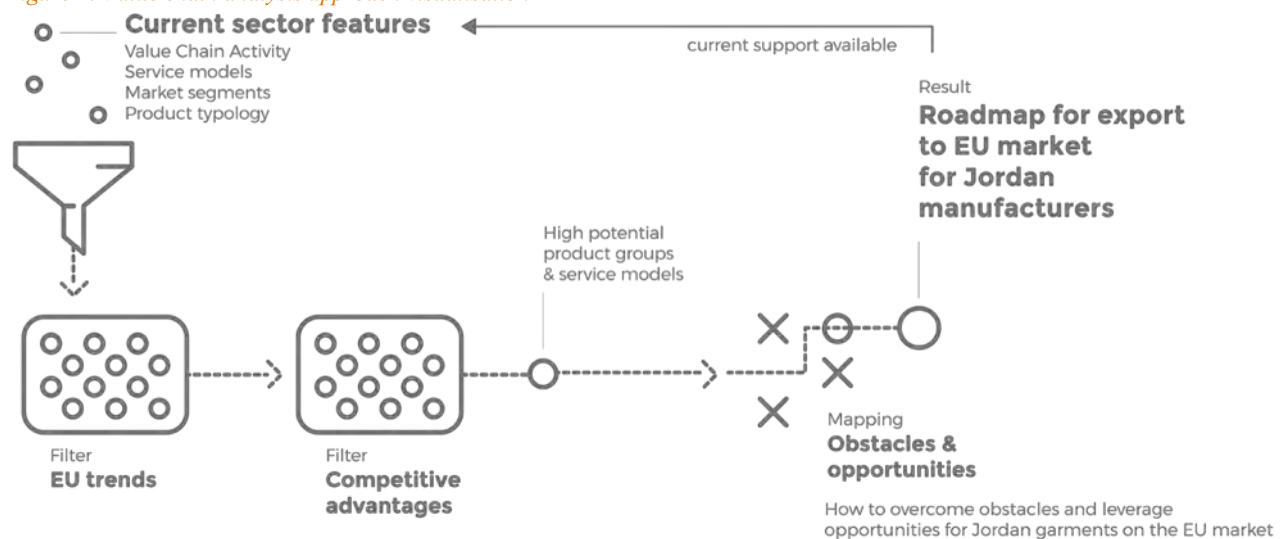 Current sector features
Value Chain Activity
Service models
Market segments
Product typology
current support available
Result
Roadmap for export
to EU market
for Jordan
manufacturers
High potential
product groups
& service models
Filter
EU trends
Filter
Competitive
advantages
Mapping
Obstacles &
opportunities
How to overcome obstacles and leverage
opportunities for Jordan garments on the EU market